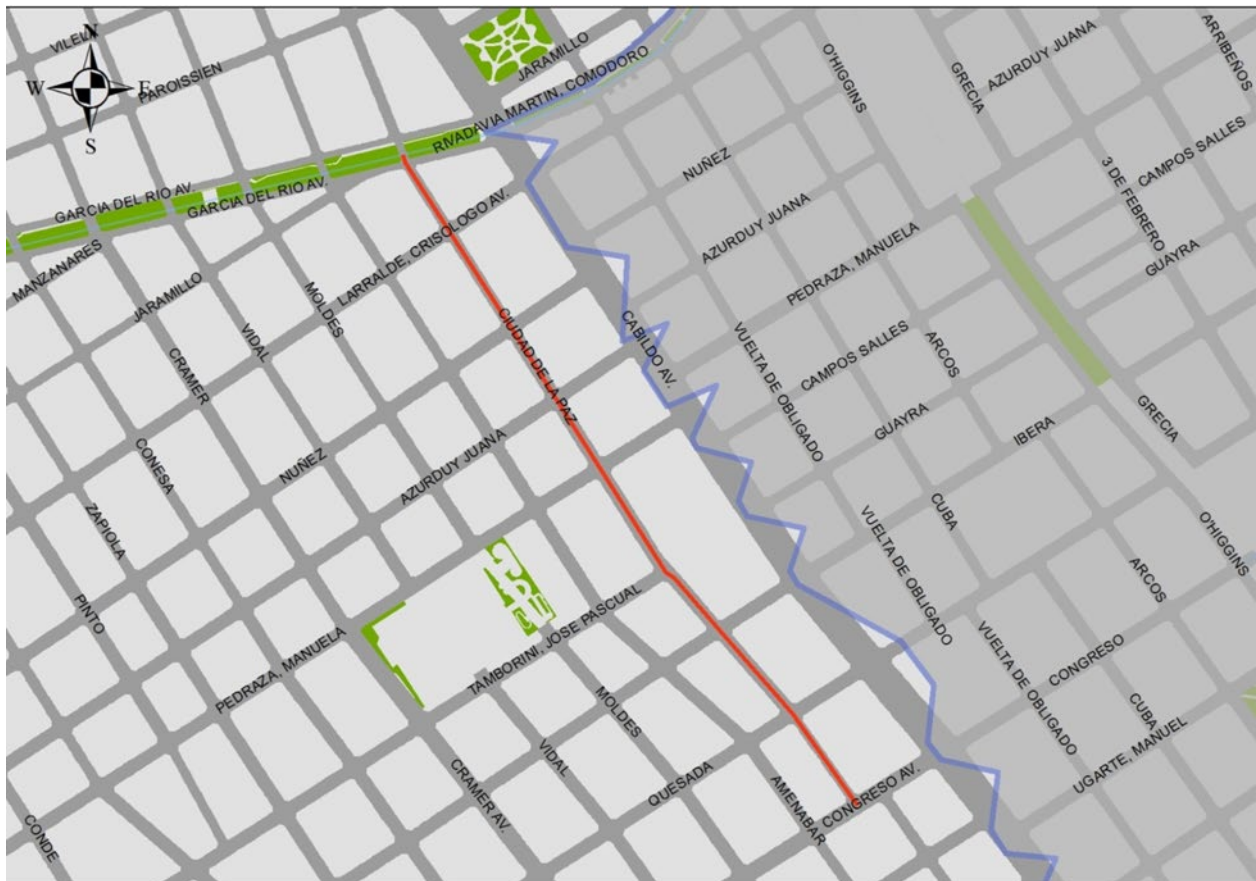 VILELA
N
W
E
S
PAROISSIEN
JARAMILLO
RIVADAVIA MARTIN, COMODORO
O'HIGGINS
GRECIA
AZURDUY JUANA
ARRIBEÑOS
CAMPOS SALLES
3 DE FEBRERO
GUAYRA
NUÑEZ
AZURDUY JUANA
PEDRAZA, MANUELA
GARCIA DEL RIO AV.
GARCIA DEL RIO AV.
MANZANARES
JARAMILLO
MOLDES
LARRALDE, CRISOLOGO AV.
VIDAL
CRAMER
CIUDAD DE LA PAZ
CABILDO AV.
VUELTA DE OBLIGADO
CAMPOS SALLES
ARCOS
GUAYRA
IBERA
GRECIA
CONESA
NUÑEZ
AZURDUY JUANA
ZAPIOLA
CUBA
O'HIGGINS
VUELTA DE OBLIGADO
ARCOS
PINTO
PEDRAZA, MANUELA
TAMBORINI, JOSE PASCUAL
MOLDES
VUELTA DE OBLIGADO
CONGRESO
CUBA
UGARTE, MANUEL
CONDE
CRAMER AV.
VIDAL
QUESADA
AMENABAR
CONGRESO AV.